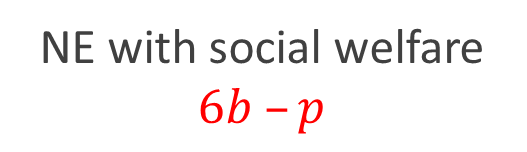 NE with social welfare
6b – p